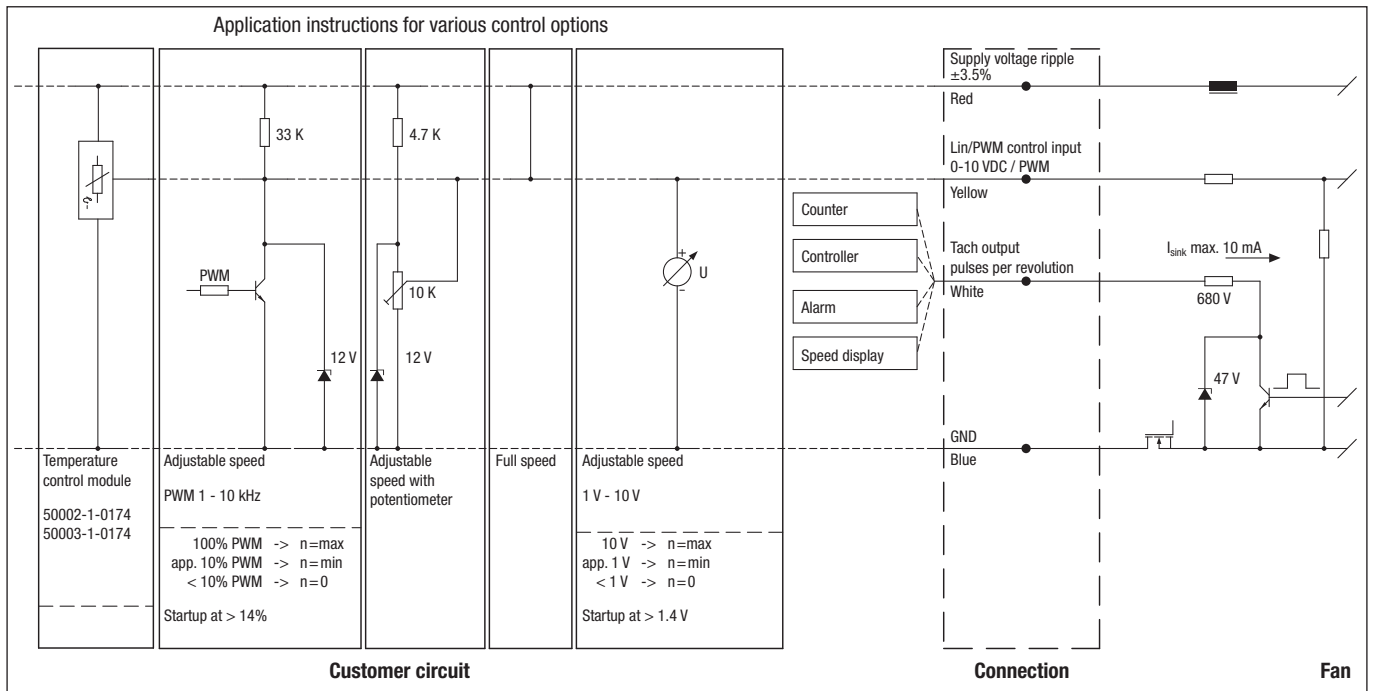 Application instructions for various control options
Supply voltage ripple
±3.5%
Red
33 K
4.7 K
Lin/PWM control input
0-10 VDC / PWM
Yellow
Counter
Controller
Alarm
Speed display
Tach output
pulses per revolution
White
Isink max. 10 mA
680 V
PWM
10 K
+
U
-
12 V
12 V
47 V
GND
Blue
Temperature
control module
50002-1-0174
50003-1-0174
Adjustable speed
PWM 1 - 10 kHz
100% PWM -> n=max
app. 10% PWM -> n=min
< 10% PWM -> n=0
Startup at > 14%
Adjustable
speed with
potentiometer
Full speed
Adjustable speed
1 V - 10 V
10 V -> n=max
app. 1 V -> n=min
< 1 V -> n=0
Startup at > 1.4 V
Customer circuit
Connection
Fan